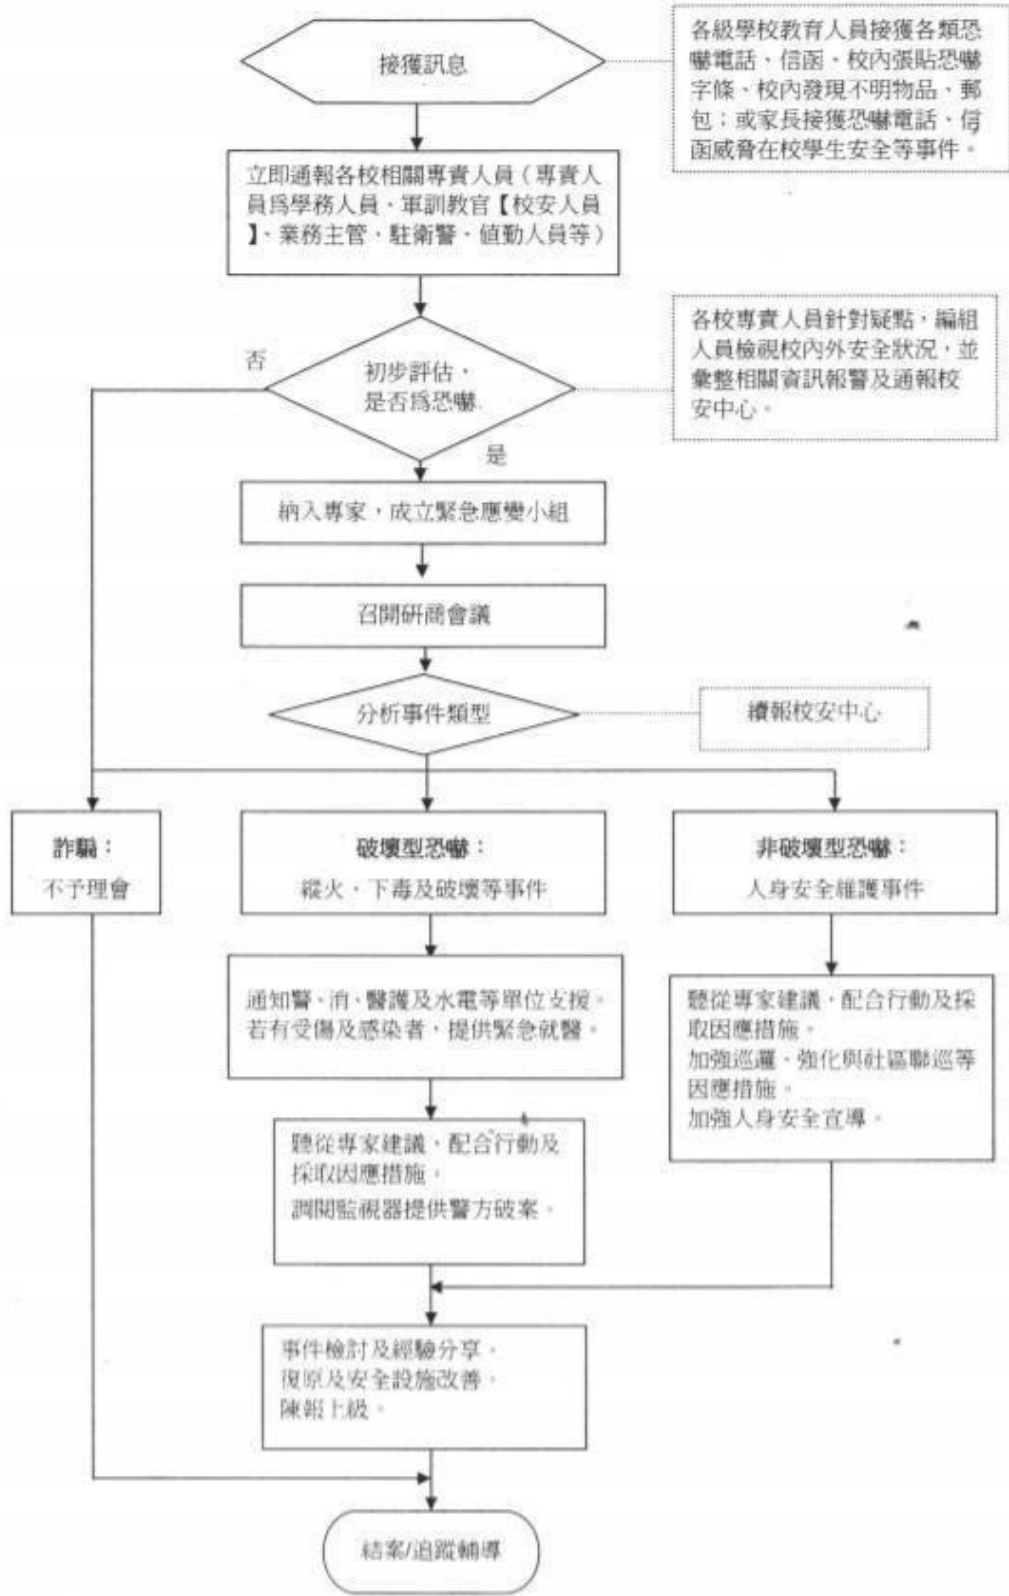 接獲訊息
各級學校教育人員接獲各類恐
嚇電話、信函、校內張貼恐嚇
字條、校內發現不明物品、郵
包；或家長接獲恐嚇電話、信
函威脅在校學生安全等事件。
立即通報各校相關專責人員（專責人
員爲學務人員、軍訓教官【校安人員
】、業務主管、駐衛警、值勤人員等）
初步評估，
是否爲恐嚇
各校專責人員針對疑點，編組
人員檢視校內外安全狀況，並
彙整相關資訊報警及通報校
安中心。
否
是
納入專家，成立緊急應變小組
召開研商會議
分析事件類型
續報校安中心
詐騙：
不予理會
破壞型恐嚇：
縱火、下毒及破壞等事件
非破壞型恐嚇：
人身安全維護事件
通知警、消、醫護及水電等單位支援。
若有受傷及感染者，提供緊急就醫。
聽從專家建議、配合行動及採
取因應措施。
加強巡邏、強化與社區聯巡等
因應措施。
加強人身安全宣導。
聽從專家建議、配合行動及
採取因應措施。
調閱監視器提供警方破案。
事件檢討及經驗分享。
復原及安全設施改善。
陳報上級。
結案/追蹤輔導